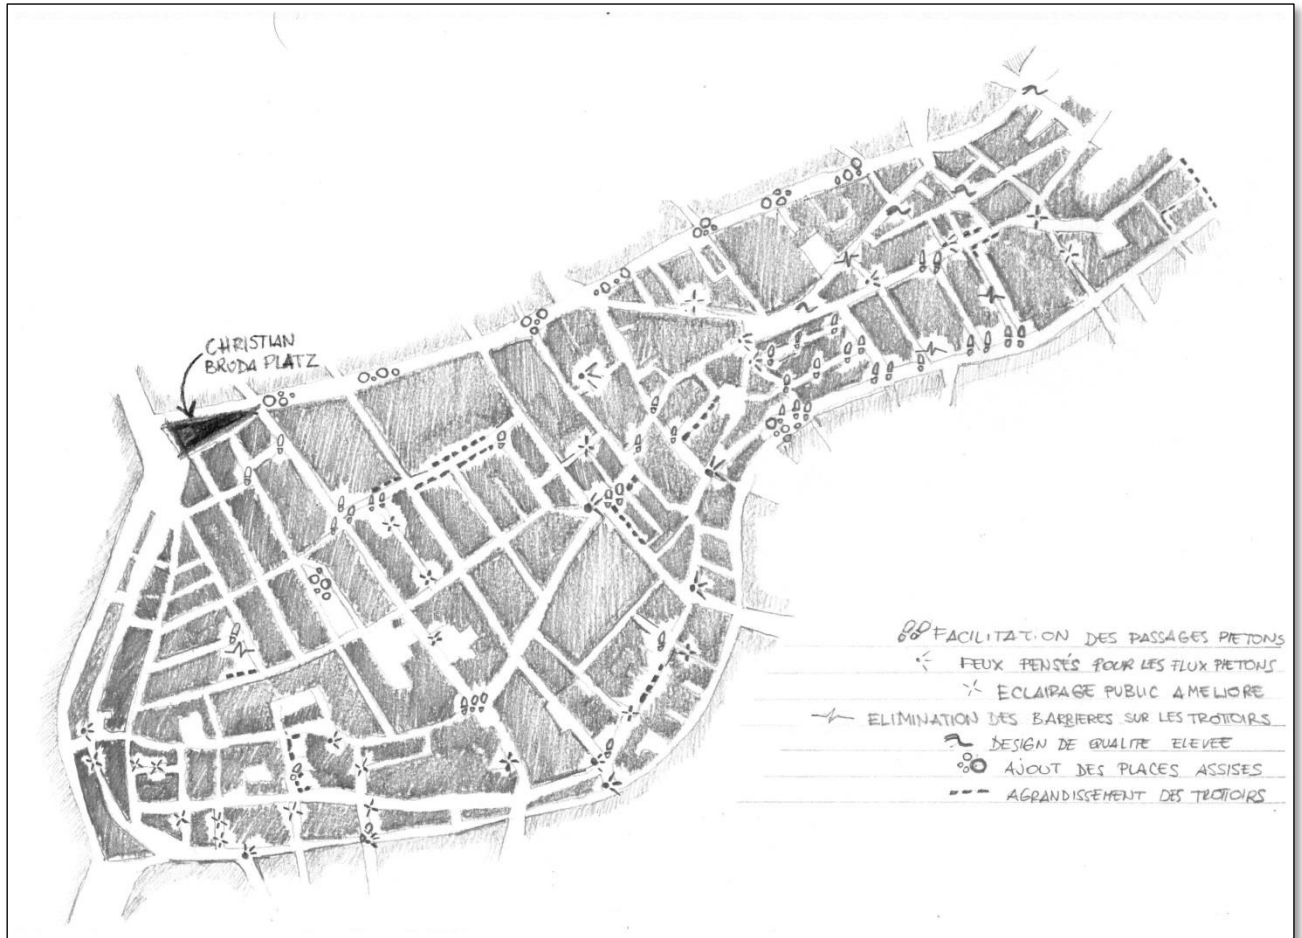 CHRISTIAN
BRODA PLATZ
FACILITATION DES PASSAGES PIETONS
FEUX PENSÉS POUR LES FLUX PIETONS
ECLAIRAGE PUBLIC AMELIORE
ELIMINATION DES BARRIERES SUR LES TROTTOIRS
DESIGN DE QUALITE ELEVEE
AJOUT DES PLACES ASSISES
AGRANDISSEMENT DES TROTTOIRS